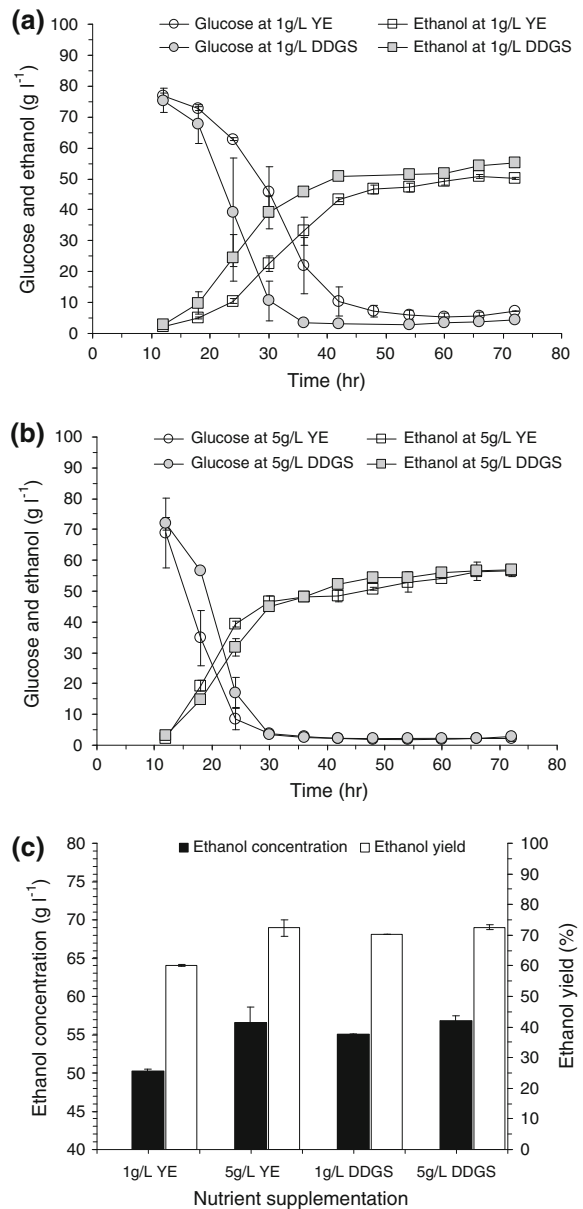 (a)
Glucose at 1g/L YE
Ethanol at 1g/L YE
Glucose at 1g/L DDGS
Ethanol at 1g/L DDGS
Glucose and ethanol (g l⁻¹)
100
90
80
70
60
50
40
30
20
10
0
0 10 20 30 40 50 60 70 80
Time (hr)
(b)
Glucose at 5g/L YE
Ethanol at 5g/L YE
Glucose at 5g/L DDGS
Ethanol at 5g/L DDGS
Glucose and ethanol (g l⁻¹)
100
90
80
70
60
50
40
30
20
10
0
0 10 20 30 40 50 60 70 80
Time (hr)
(c)
Ethanol concentration
Ethanol yield
Ethanol concentration (g l⁻¹)
80
75
70
65
60
55
50
45
40
Ethanol yield (%)
100
90
80
70
60
50
40
30
20
10
0
1g/L YE 5g/L YE 1g/L DDGS 5g/L DDGS
Nutrient supplementation